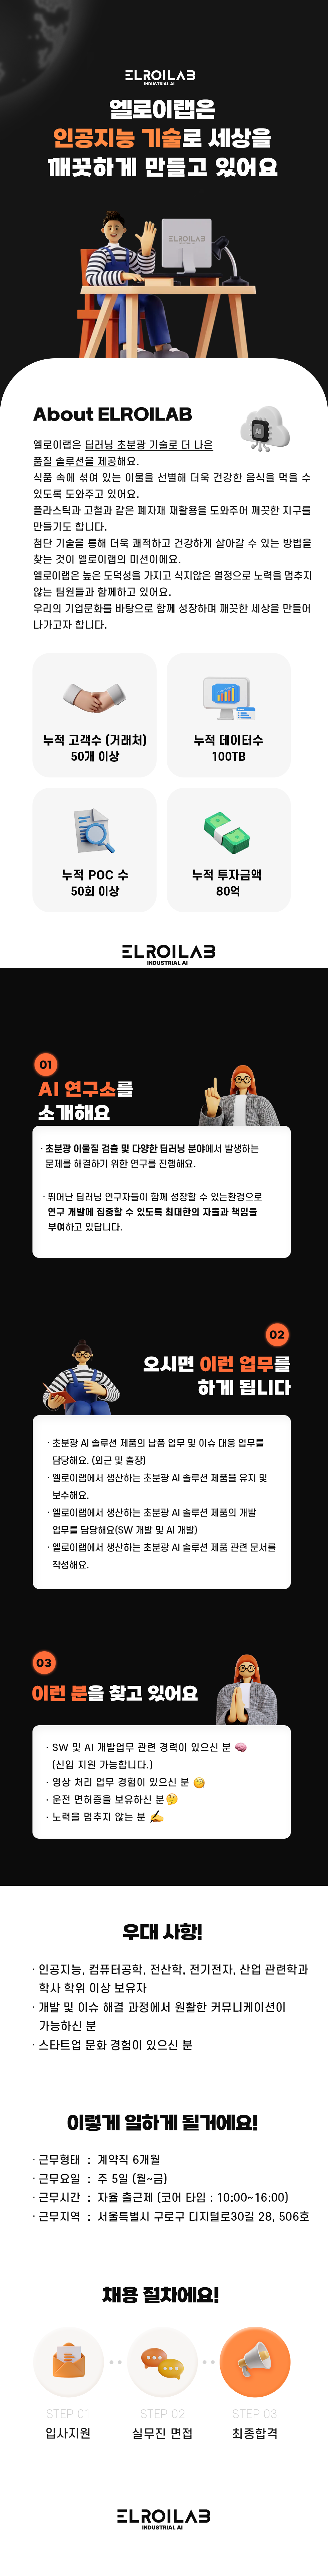 ELROILAB
INDUSTRIAL AI
엘로이랩은
인공지능 기술로 세상을
깨끗하게 만들고 있어요
ELROILAB
About ELROILAB
AI
엘로이랩은 딥러닝 초분광 기술로 더 나은
품질 솔루션을 제공해요.
식품 속에 섞여 있는 이물을 선별해 더욱 건강한 음식을 먹을 수
있도록 도와주고 있어요.
플라스틱과 고철과 같은 폐자재 재활용을 도와주어 깨끗한 지구를
만들기도 합니다.
첨단 기술을 통해 더욱 쾌적하고 건강하게 살아갈 수 있는 방법을
찾는 것이 엘로이랩의 미션이에요.
엘로이랩은 높은 도덕성을 가지고 식지않은 열정으로 노력을 멈추지
않는 팀원들과 함께하고 있어요.
우리의 기업문화를 바탕으로 함께 성장하며 깨끗한 세상을 만들어
나가고자 합니다.
누적 고객수 (거래처)
50개 이상
누적 데이터수
100TB
누적 POC 수
50회 이상
누적 투자금액
80억
ELROILAB
INDUSTRIAL AI
01
AI 연구소를
소개해요
· 초분광 이물질 검출 및 다양한 딥러닝 분야에서 발생하는
문제를 해결하기 위한 연구를 진행해요.
· 뛰어난 딥러닝 연구자들이 함께 성장할 수 있는환경으로
연구 개발에 집중할 수 있도록 최대한의 자율과 책임을
부여하고 있답니다.
02
오시면 이런 업무를
하게 됩니다
· 초분광 AI 솔루션 제품의 납품 업무 및 이슈 대응 업무를
담당해요. (외근 및 출장)
· 엘로이랩에서 생산하는 초분광 AI 솔루션 제품을 유지 및
보수해요.
· 엘로이랩에서 생산하는 초분광 AI 솔루션 제품의 개발
업무를 담당해요(SW 개발 및 AI 개발)
· 엘로이랩에서 생산하는 초분광 AI 솔루션 제품 관련 문서를
작성해요.
03
이런 분을 찾고 있어요
· SW 및 AI 개발업무 관련 경력이 있으신 분 🧠
(신입 지원 가능합니다.)
· 영상 처리 업무 경험이 있으신 분 🧐
· 운전 면허증을 보유하신 분🤔
· 노력을 멈추지 않는 분 ✍
우대 사항!
· 인공지능, 컴퓨터공학, 전산학, 전기전자, 산업 관련학과
학사 학위 이상 보유자
· 개발 및 이슈 해결 과정에서 원활한 커뮤니케이션이
가능하신 분
· 스타트업 문화 경험이 있으신 분
이렇게 일하게 될거에요!
· 근무형태 : 계약직 6개월
· 근무요일 : 주 5일 (월~금)
· 근무시간 : 자율 출근제 (코어 타임 : 10:00~16:00)
· 근무지역 : 서울특별시 구로구 디지털로30길 28, 506호
채용 절차에요!
STEP 01
입사지원
STEP 02
실무진 면접
STEP 03
최종합격
ELROILAB
INDUSTRIAL AI